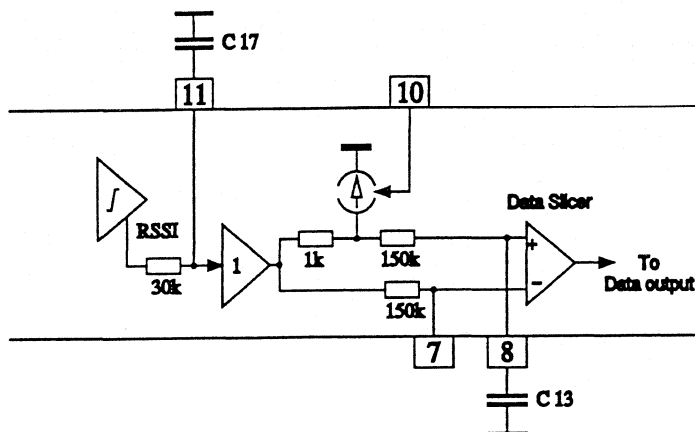 C 17
11
10
Data Slicer
RSSI
30k
1
1k
150k
+
150k
−
To
Data output
7
8
C 13